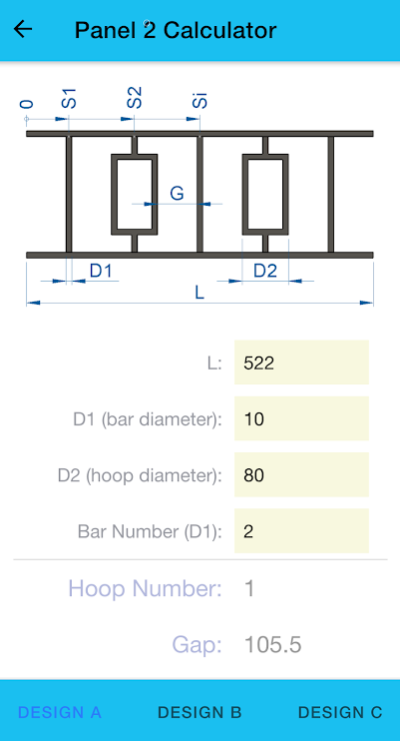 Panel 2 Calculator
0 S1 S2 Si
G
D1 D2
L
L: 522
D1 (bar diameter): 10
D2 (hoop diameter): 80
Bar Number (D1): 2
Hoop Number: 1
Gap: 105.5
DESIGN A DESIGN B DESIGN C